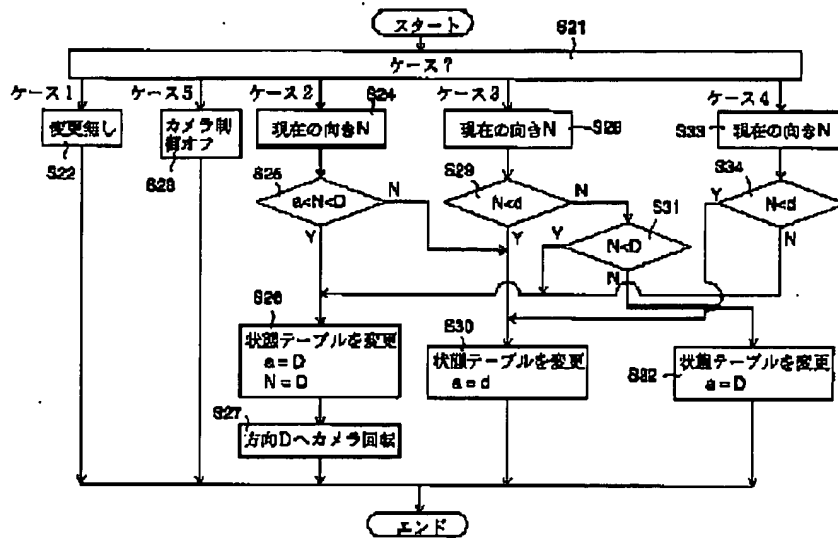 スタート
S21
ケース?
ケース1
ケース5
ケース2
S24
ケース3
ケース4
変更無し
S22
カメラ制
御オフ
S23
現在の向きN
現在の向きN
S28
S33
現在の向きN
S25
a<N<D
N
Y
S29
N<d
N
Y
S31
N<D
Y
N
S34
N<d
Y
N
S26
状態テーブルを変更
a=D
N=D
S30
状態テーブルを変更
a=d
S32
状態テーブルを変更
a=D
S27
方向Dへカメラ回転
エンド